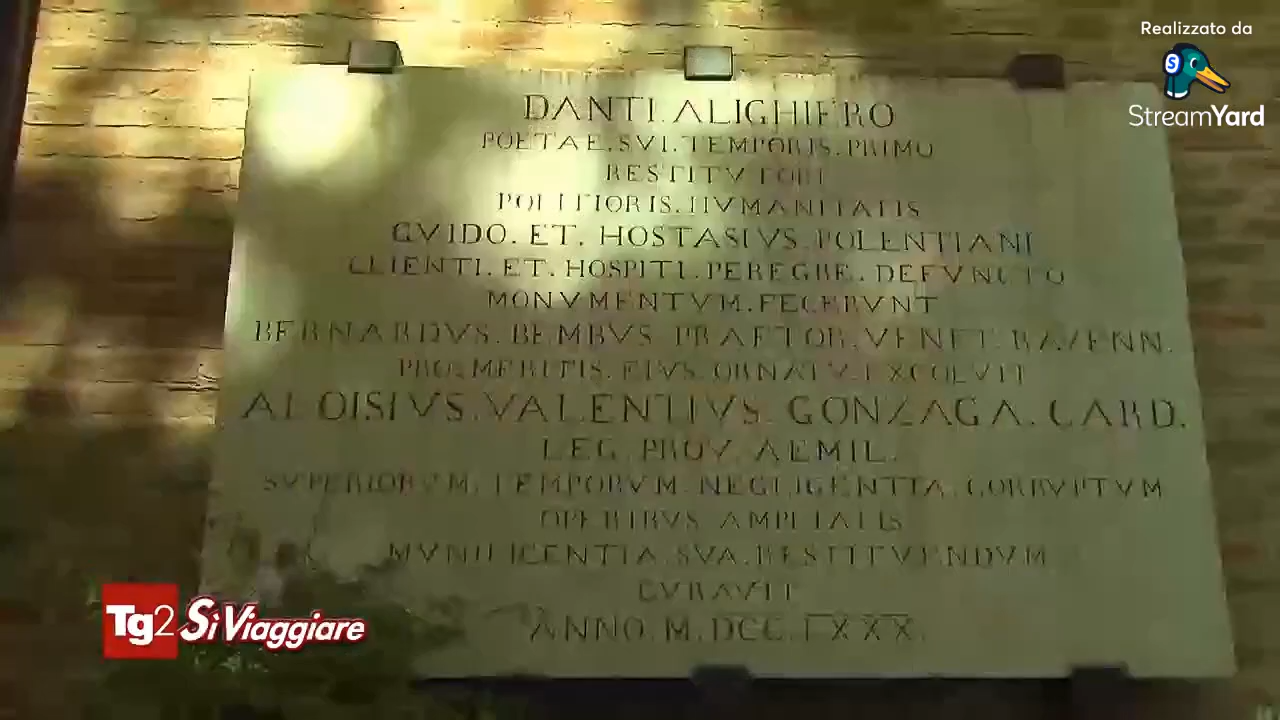 Realizzato da
StreamYard
DANTI. ALIGHIERO
POETAE. SVI. TEMPORIS. PRIMO
RESTITVTORI
POLITIORIS. HVMANITATIS
GVIDO. ET. HOSTASIVS. POLENTIANI
CLIENTI. ET. HOSPITI. PEREGRE. DEFVNCTO
MONVMENTVM. FECERVNT
BERNARDVS. BEMBVS. PRAETOR. VENET. RAVENN.
PRO. MERITIS. EIVS. ORNATV. EXCOLVIT
ALOISIVS. VALENTIVS. GONZAGA. CARD.
LEG. PROV. AEMIL.
SVPERIORVM. TEMPORVM. NEGLIGENTIA. CORRVPTVM
OPERIBVS. AMPLIATIS
MVNIFICENTIA. SVA. RESTITVENDVM
CVRAVIT
ANNO. M. DCC. LXXX.
Tg2 Sì Viaggiare